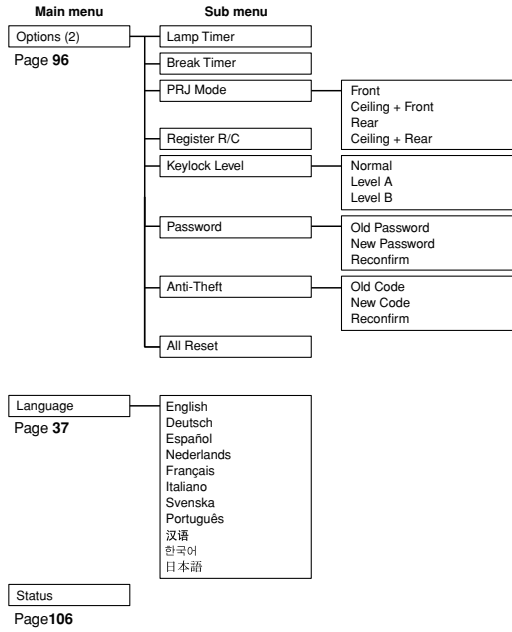 Main menu
Sub menu
Options (2)
Page 96
Lamp Timer
Break Timer
PRJ Mode
Front
Ceiling + Front
Rear
Ceiling + Rear
Register R/C
Keylock Level
Normal
Level A
Level B
Password
Old Password
New Password
Reconfirm
Anti-Theft
Old Code
New Code
Reconfirm
All Reset
Language
Page 37
English
Deutsch
Español
Nederlands
Français
Italiano
Svenska
Português
汉语
한국어
日本語
Status
Page106